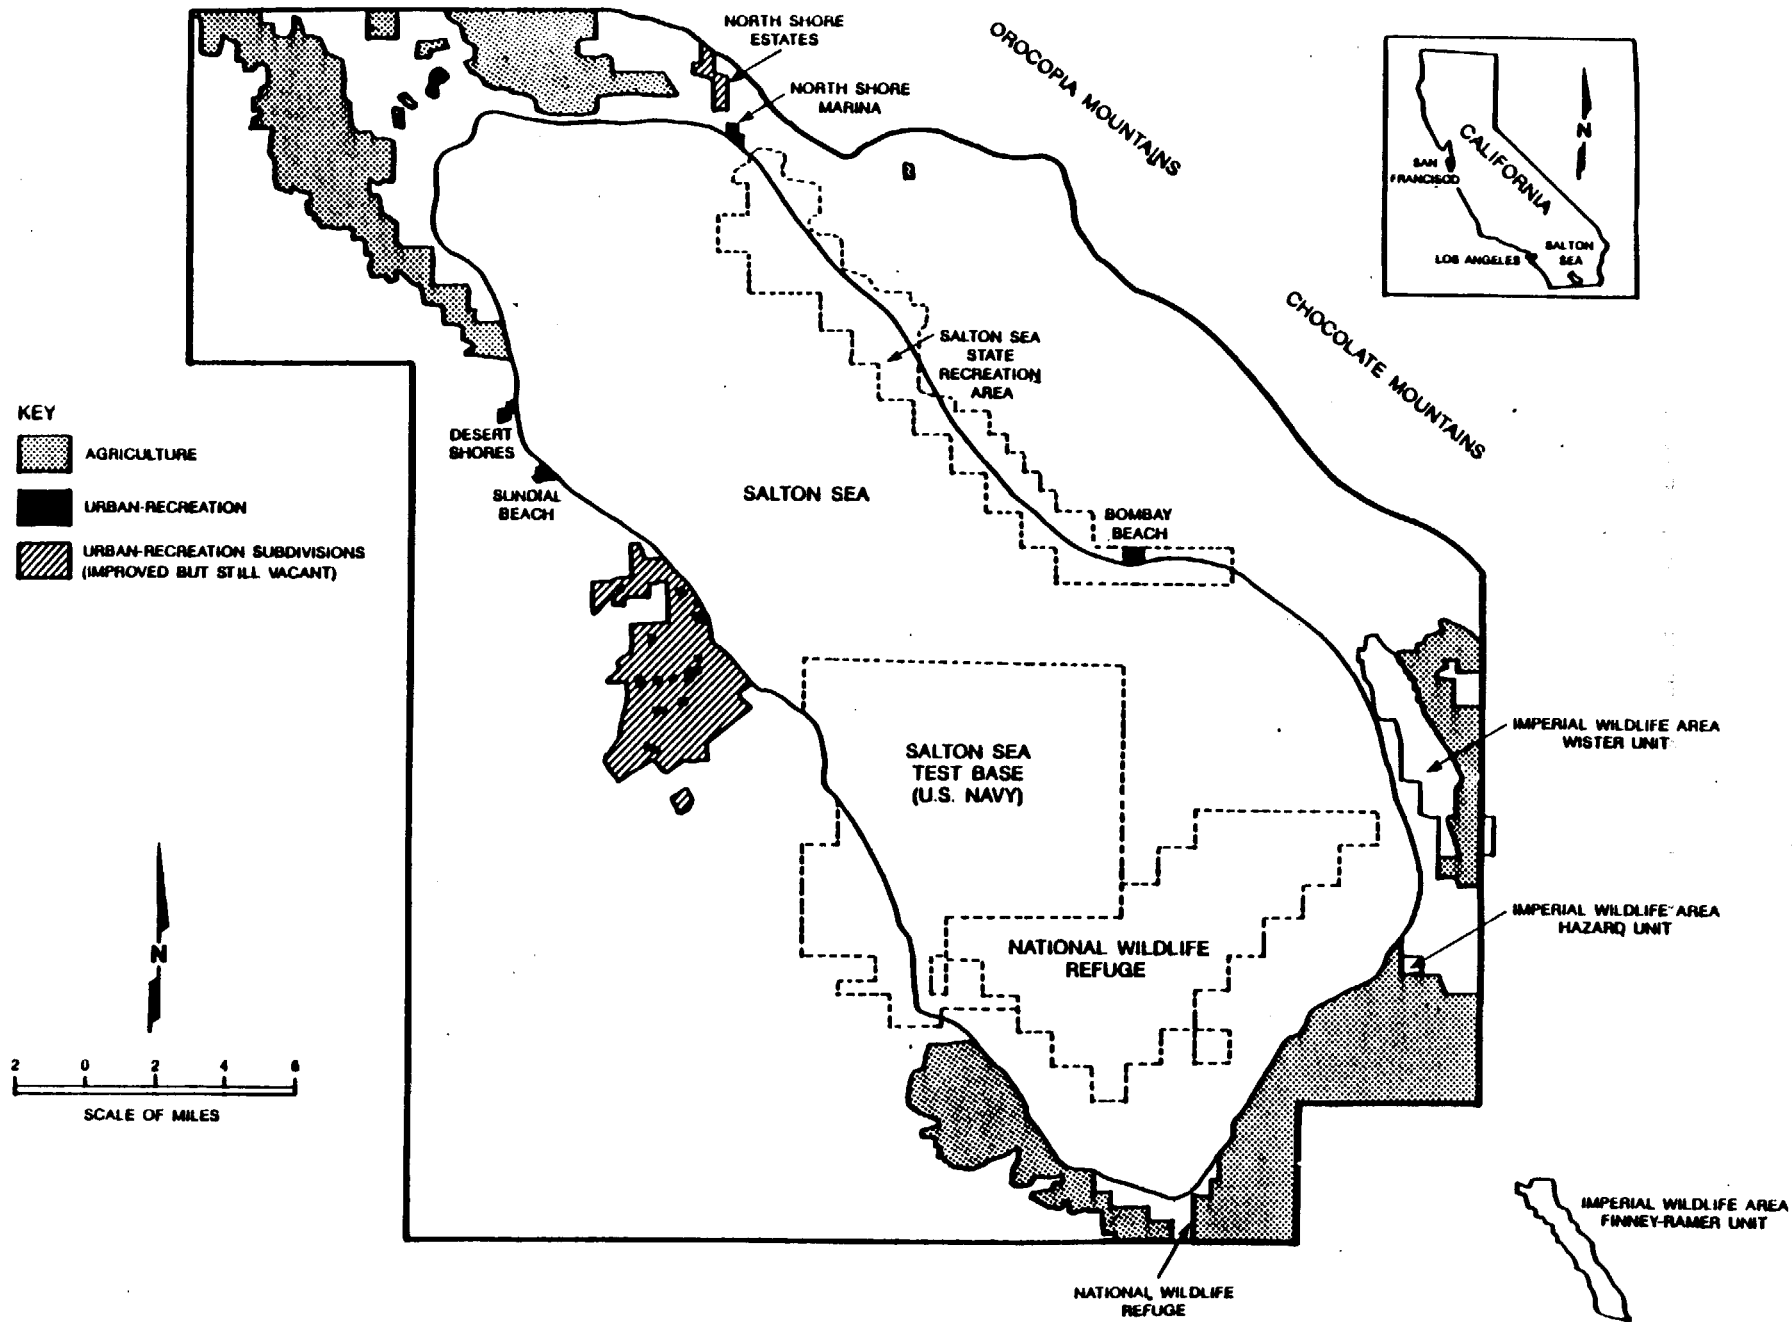 NORTH SHORE
ESTATES
NORTH SHORE
MARINA
OROCOPIA MOUNTAINS
CHOCOLATE MOUNTAINS
CALIFORNIA
N
SAN
FRANCISCO
LOS ANGELES
SALTON
SEA
SALTON SEA
STATE
RECREATION
AREA
KEY
AGRICULTURE
URBAN-RECREATION
URBAN-RECREATION SUBDIVISIONS
(IMPROVED BUT STILL VACANT)
DESERT
SHORES
SUNDIAL
BEACH
SALTON SEA
BOMBAY
BEACH
SALTON SEA
TEST BASE
(U.S. NAVY)
IMPERIAL WILDLIFE AREA
WISTER UNIT
IMPERIAL WILDLIFE AREA
HAZARD UNIT
NATIONAL WILDLIFE
REFUGE
N
2 0 2 4 6
SCALE OF MILES
IMPERIAL WILDLIFE AREA
FINNEY-RAMER UNIT
NATIONAL WILDLIFE
REFUGE